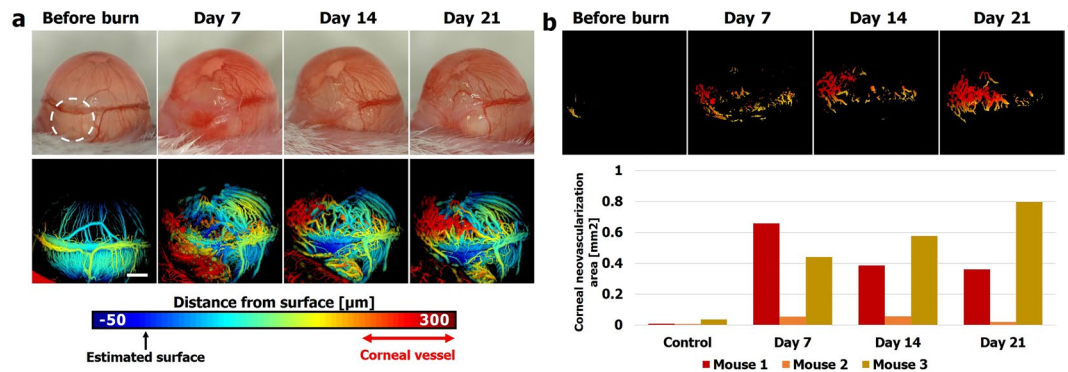 a
Before burn Day 7 Day 14 Day 21
Distance from surface [µm]
-50 300
Estimated surface
Corneal vessel
b
Before burn Day 7 Day 14 Day 21
Corneal neovascularization
area [mm2]
1
0.8
0.6
0.4
0.2
0
Control Day 7 Day 14 Day 21
Mouse 1 Mouse 2 Mouse 3